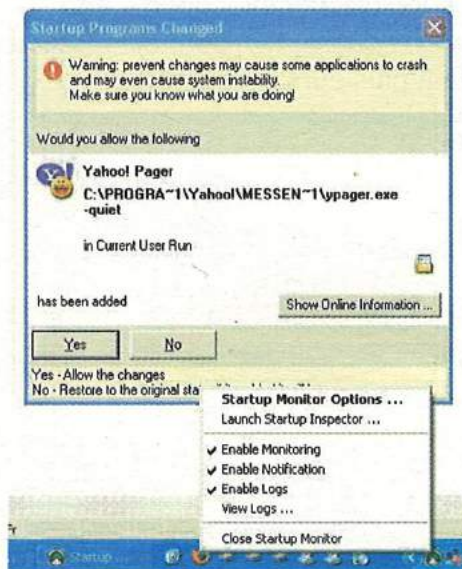 Startup Programs Changed
Warning: prevent changes may cause some applications to crash
and may even cause system instability.
Make sure you know what you are doing!
Would you allow the following
Yahoo! Pager
C:\PROGRA~1\Yahoo!\MESSEN~1\ypager.exe
-quiet
in Current User Run
has been added
Show Online Information ...
Yes
No
Yes - Allow the changes
No - Restore to the original
Startup Monitor Options ...
Launch Startup Inspector ...
Enable Monitoring
Enable Notification
Enable Logs
View Logs ...
Close Startup Monitor
Startup ...